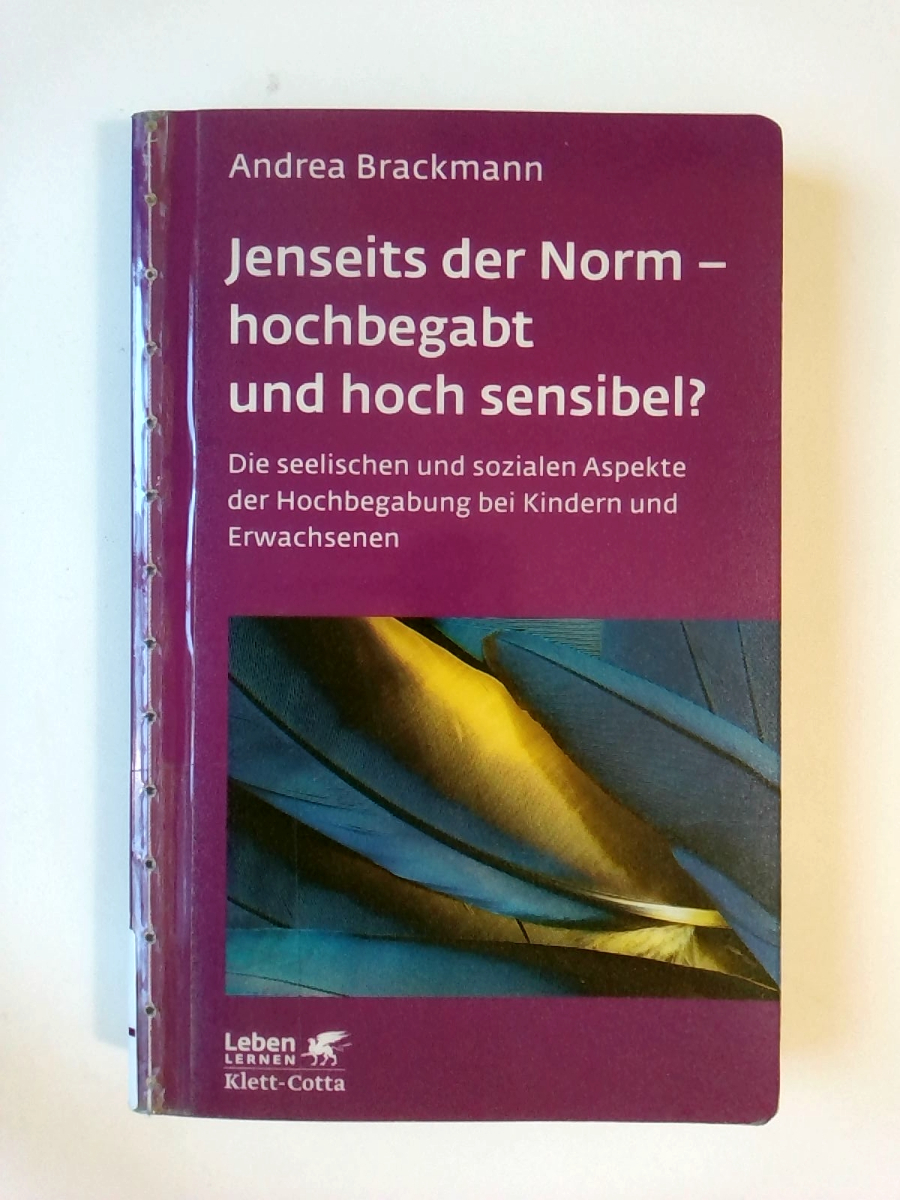 Andrea Brackmann
Jenseits der Norm –
hochbegabt
und hoch sensibel?
Die seelischen und sozialen Aspekte
der Hochbegabung bei Kindern und
Erwachsenen
Leben
LERNEN
Klett-Cotta